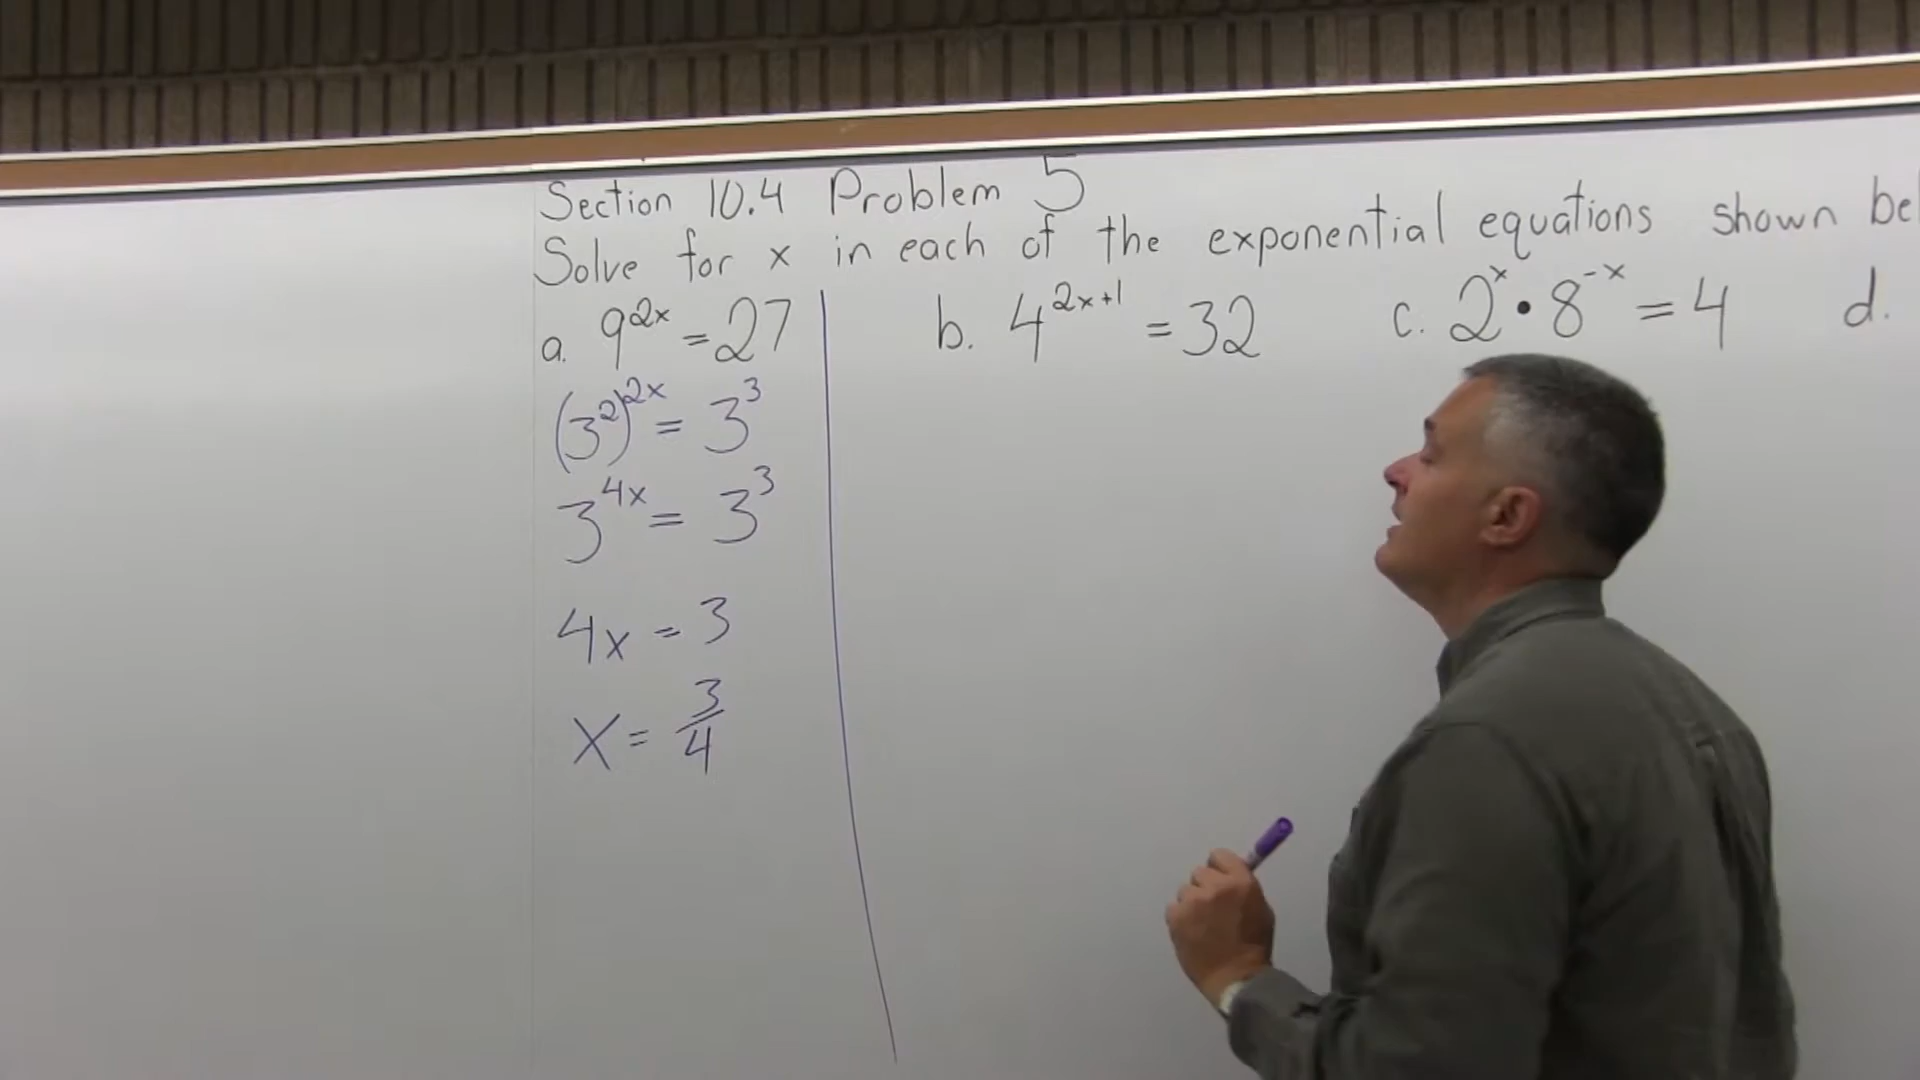 Section 10.4 Problem 5
Solve for x in each of the exponential equations shown bel
a. 9^{2x} = 27
b. 4^{2x+1} = 32
c. 2^x • 8^{-x} = 4
d.
(3^2)^{2x} = 3^3
3^{4x} = 3^3
4x = 3
x = 3/4